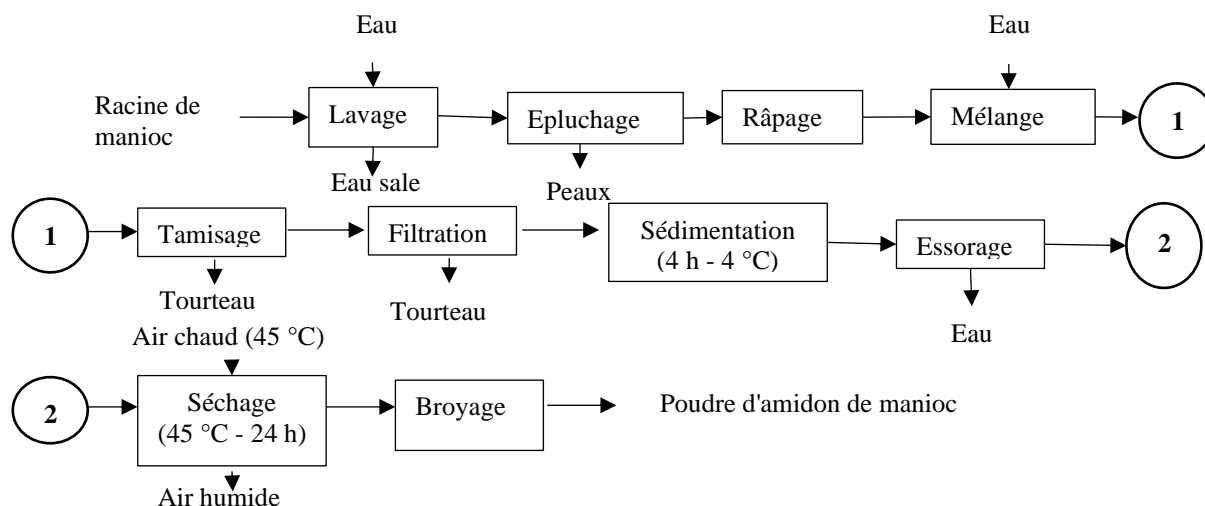 Eau
Eau
Racine de
manioc
Lavage
Epluchage
Râpage
Mélange
1
Eau sale
Peaux
1
Tamisage
Filtration
Sédimentation
(4 h - 4 °C)
Essorage
2
Tourteau
Tourteau
Eau
Air chaud (45 °C)
2
Séchage
(45 °C - 24 h)
Broyage
Poudre d'amidon de manioc
Air humide